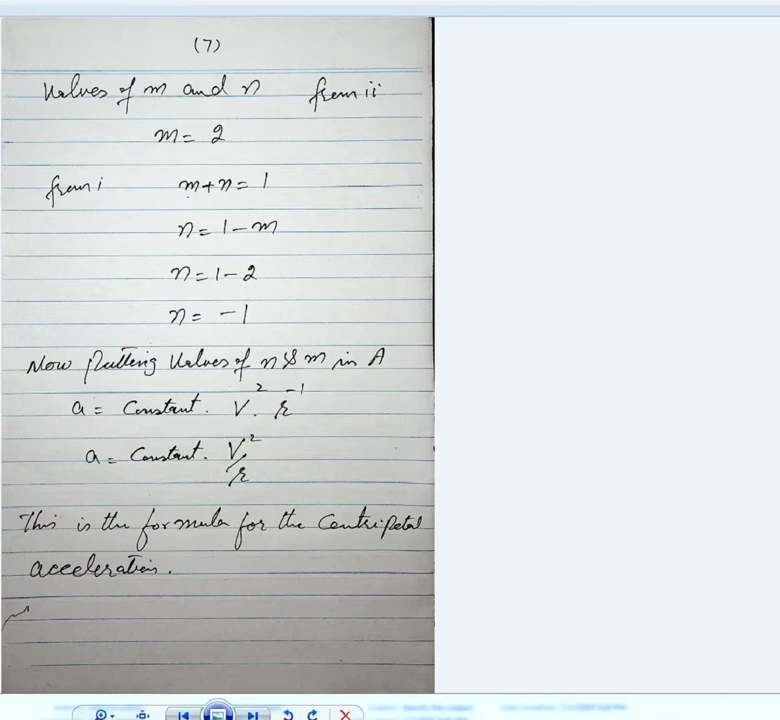 (7)
Values of m and n from ii
m = 2
from i m+n = 1
n = 1 - m
n = 1 - 2
n = -1
Now Putting Values of n & m in A
a = Constant. V². r⁻¹
a = Constant. V²/r
This is the formula for the Centripetal
acceleration.